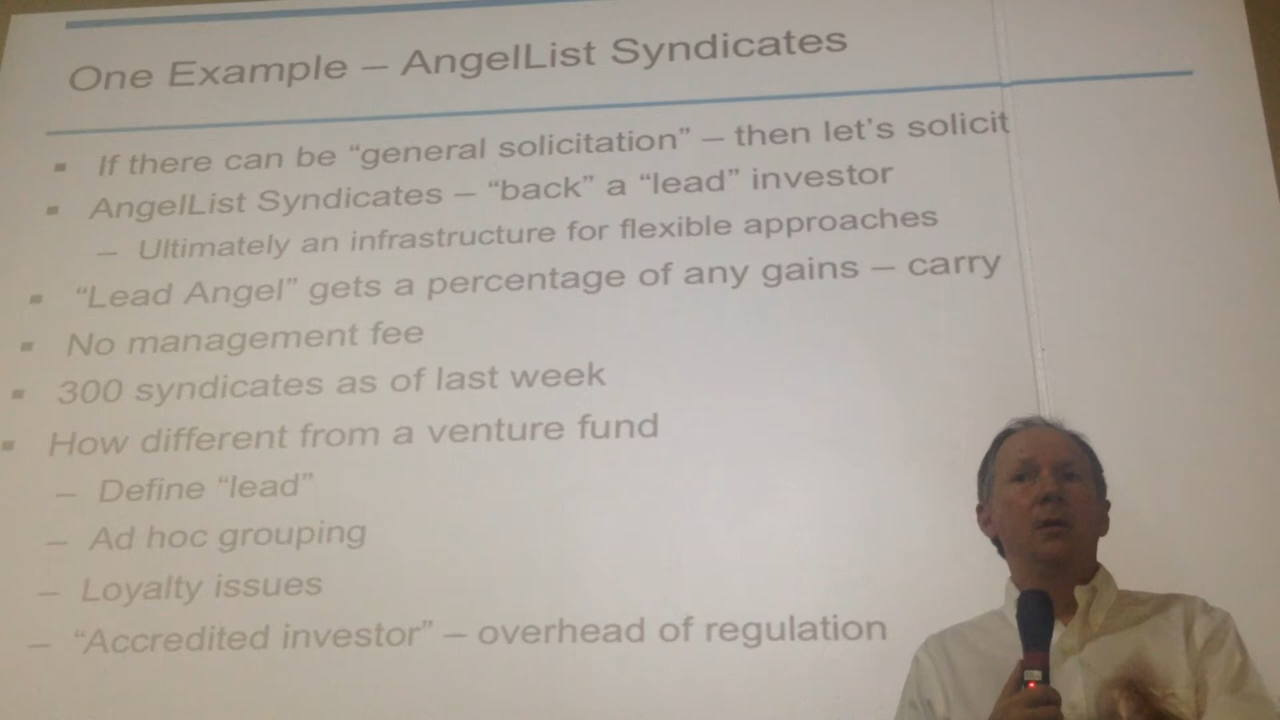 One Example – AngelList Syndicates
▪ If there can be “general solicitation” – then let’s solicit
▪ AngelList Syndicates – “back” a “lead” investor
– Ultimately an infrastructure for flexible approaches
▪ “Lead Angel” gets a percentage of any gains – carry
▪ No management fee
▪ 300 syndicates as of last week
▪ How different from a venture fund
– Define “lead”
– Ad hoc grouping
– Loyalty issues
– “Accredited investor” – overhead of regulation